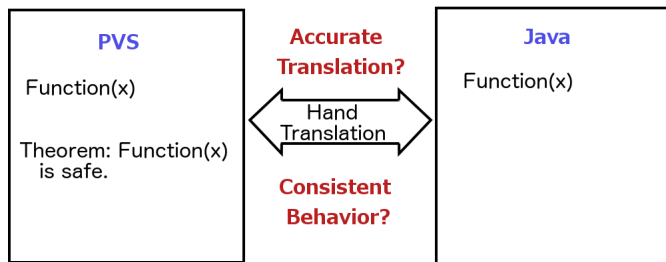 PVS
Function(x)
Theorem: Function(x)
is safe.
Accurate
Translation?
Hand
Translation
Consistent
Behavior?
Java
Function(x)